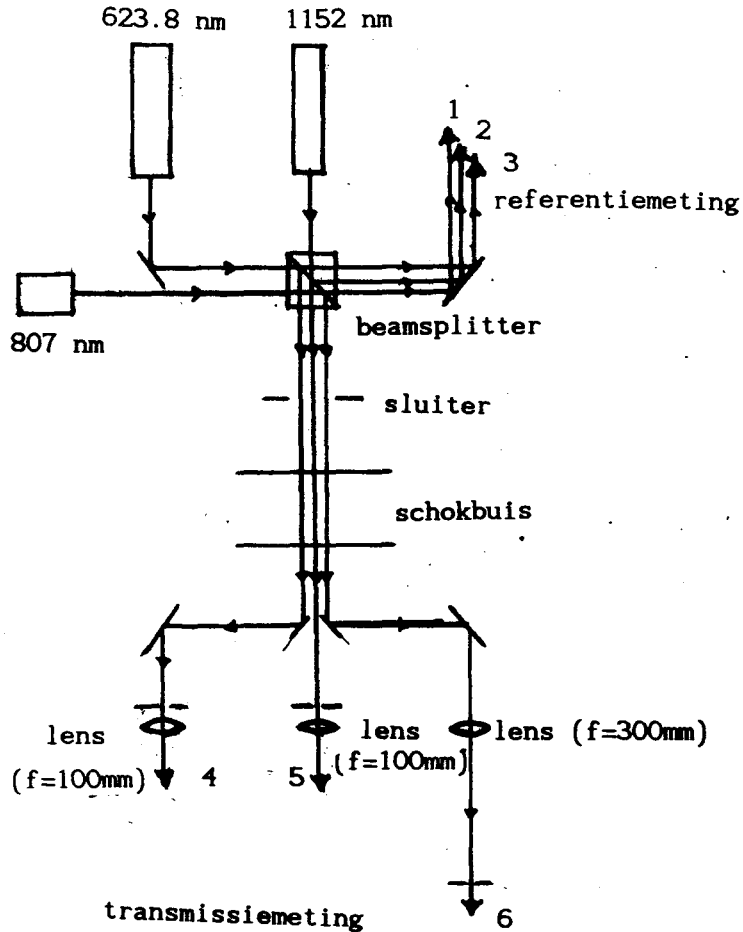 623.8 nm
1152 nm
1
2
3
referentiemeting
807 nm
beamsplitter
sluiter
schokbuis
lens
(f=100mm)
4
5
lens
(f=100mm)
lens (f=300mm)
6
transmissiemeting